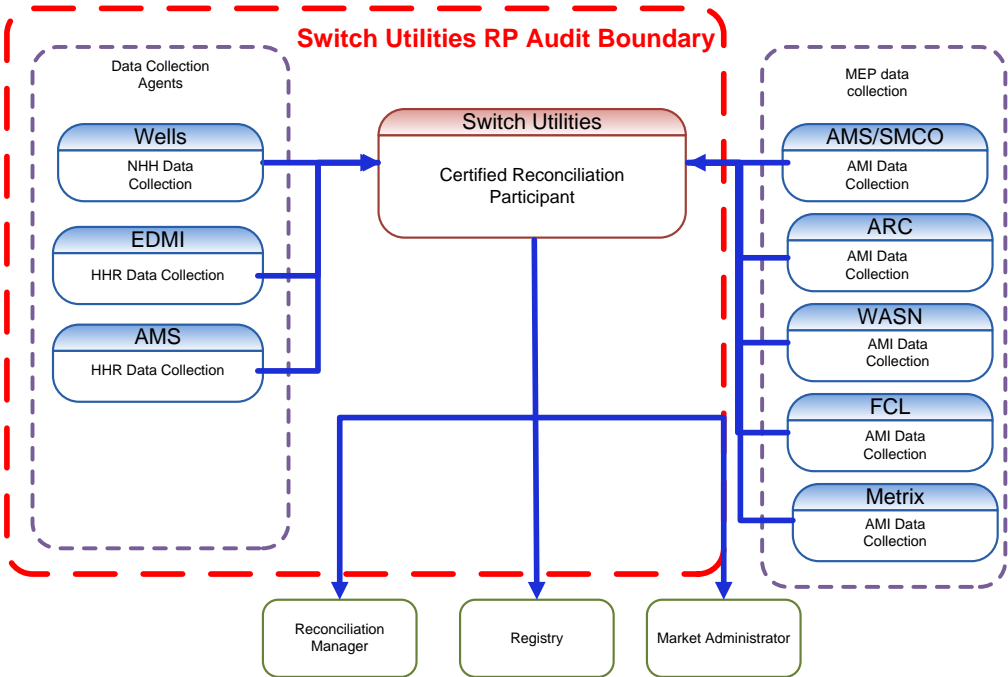 Switch Utilities RP Audit Boundary
Data Collection
Agents
Wells
NHH Data
Collection
EDMI
HHR Data Collection
AMS
HHR Data Collection
Switch Utilities
Certified Reconciliation
Participant
MEP data
collection
AMS/SMCO
AMI Data
Collection
ARC
AMI Data
Collection
WASN
AMI Data
Collection
FCL
AMI Data
Collection
Metrix
AMI Data
Collection
Reconciliation
Manager
Registry
Market Administrator